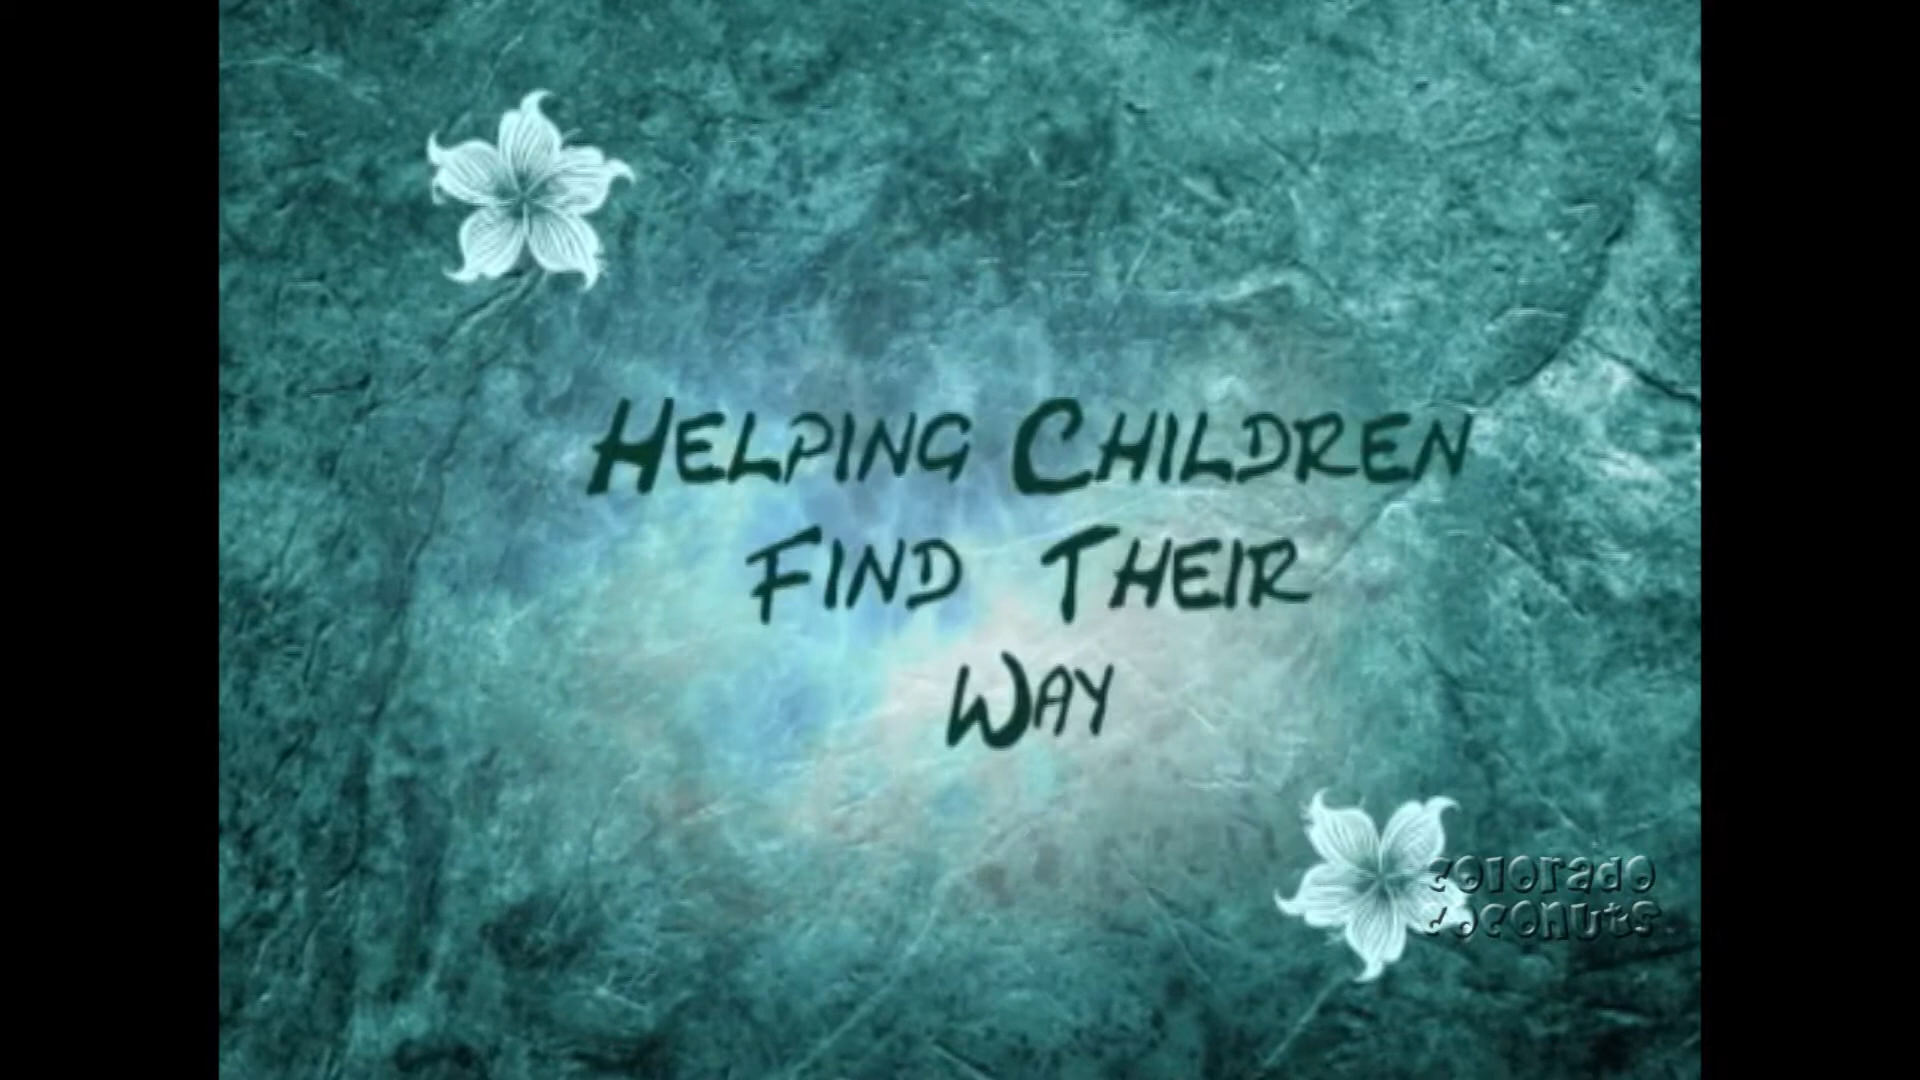 Helping Children
Find Their
Way
colorado
coconuts